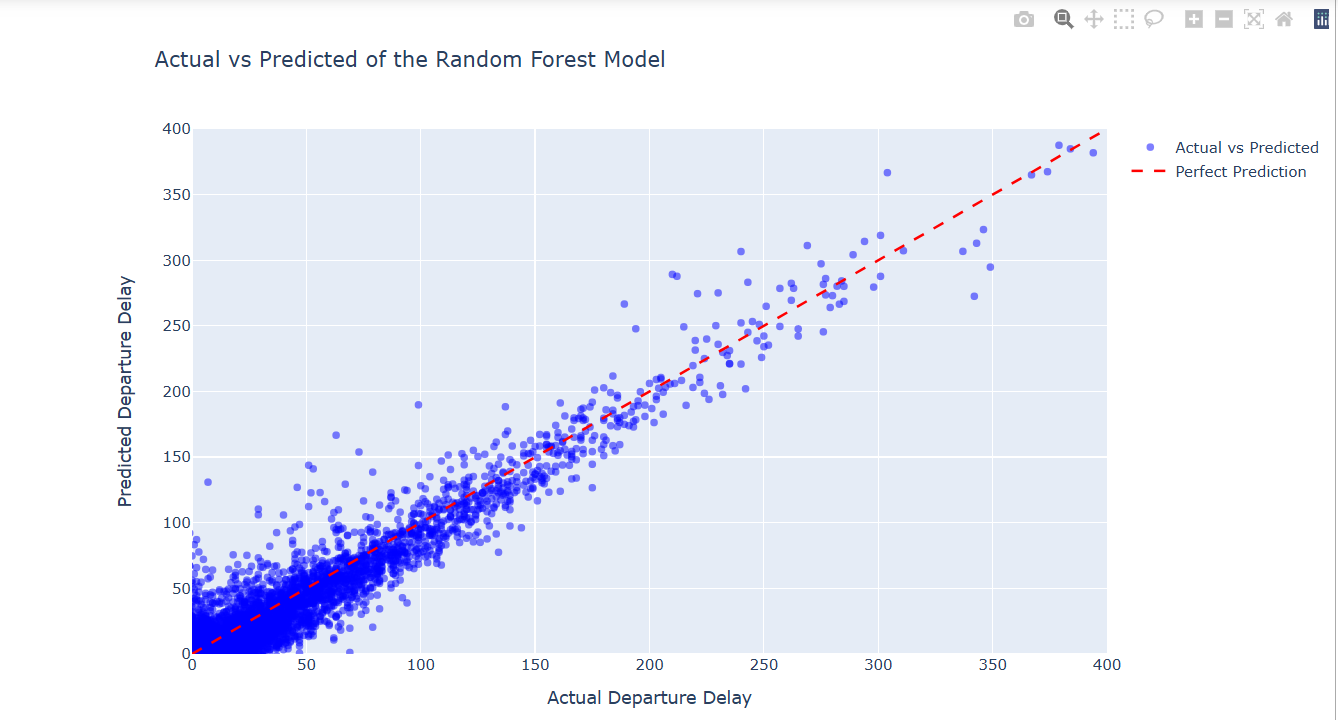 Actual vs Predicted of the Random Forest Model
Actual vs Predicted
Perfect Prediction
Predicted Departure Delay
400
350
300
250
200
150
100
50
0
0 50 100 150 200 250 300 350 400
Actual Departure Delay